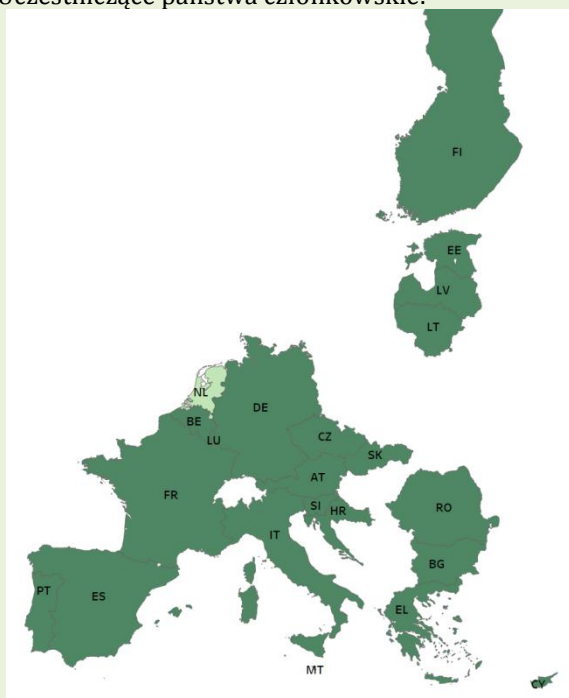 Uczestniczące państwa członkowskie:
FI
EE
LV
LT
NL
DE
BE
LU
CZ
SK
AT
FR
SI
HR
RO
IT
BG
PT
ES
EL
MT
CY